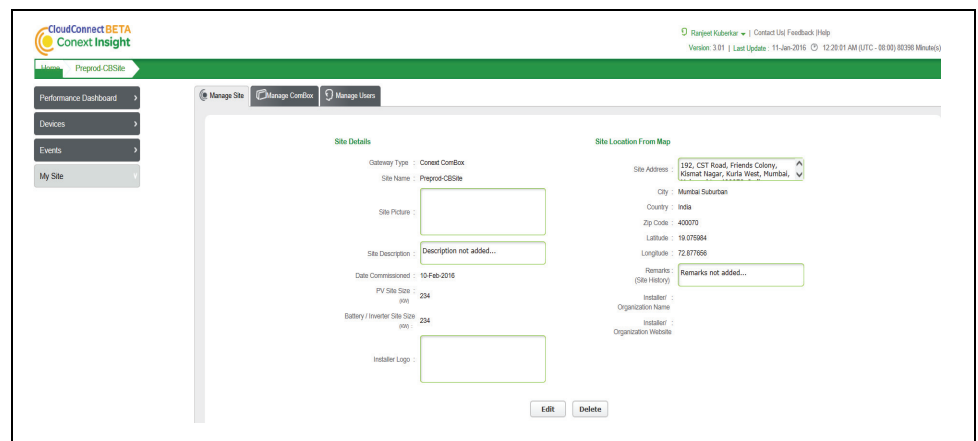 CloudConnect BETA
Conext Insight
Ranjeet Kuberkar | Contact Us| Feedback |Help
Version: 3.01 | Last Update : 11-Jan-2016 12:20:01 AM (UTC - 08:00) 80398 Minute(s)
Home Preprod-CBSite
Performance Dashboard
Devices
Events
My Site
Manage Site Manage ComBox Manage Users
Site Details
Gateway Type : Conext ComBox
Site Name : Preprod-CBSite
Site Picture :
Site Description : Description not added...
Date Commissioned : 10-Feb-2016
PV Site Size : 234
(KW)
Battery / Inverter Site Size 234
(KW) :
Installer Logo :
Site Location From Map
Site Address : 192, CST Road, Friends Colony,
Kismat Nagar, Kurla West, Mumbai,
City : Mumbai Suburban
Country : India
Zip Code : 400070
Latitude : 19.075984
Longitude : 72.877656
Remarks : Remarks not added...
(Site History)
Installer/ :
Organization Name
Installer/ :
Organization Website
Edit Delete